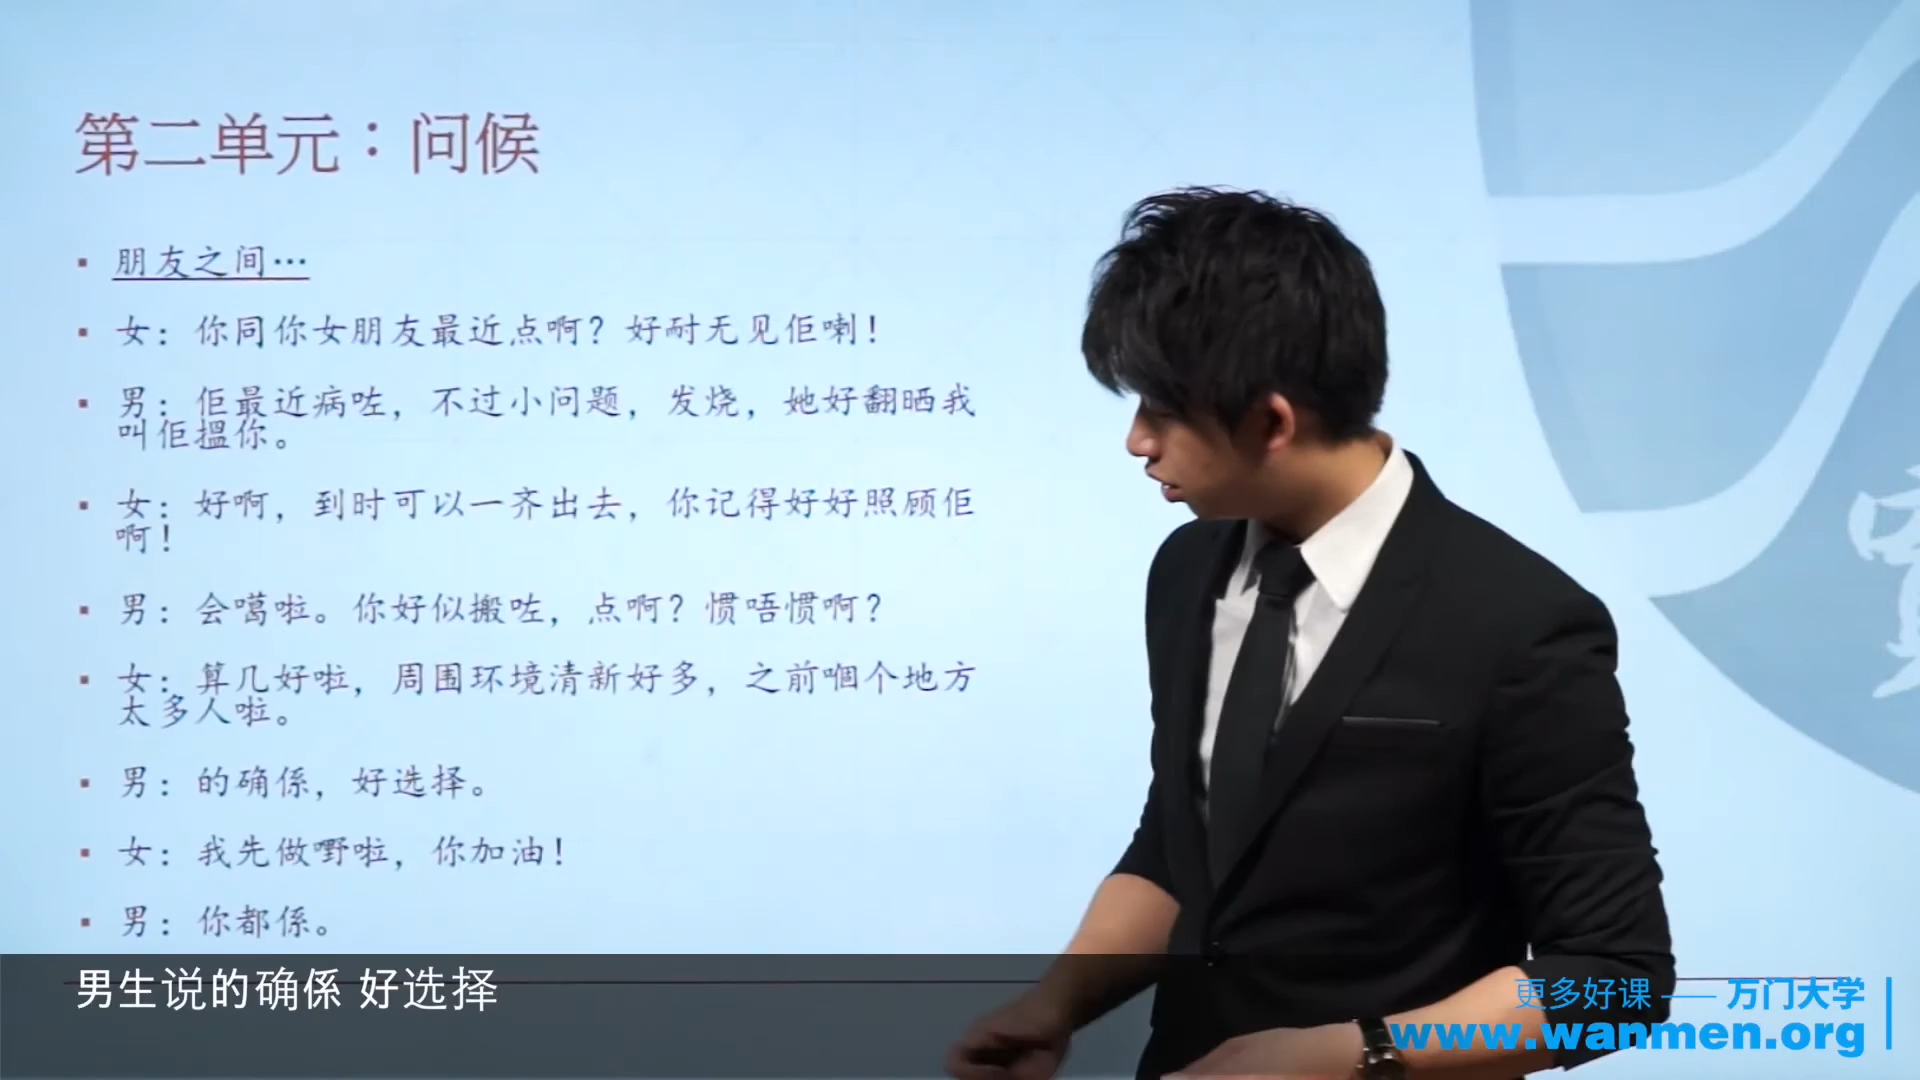 第二单元：问候
▪ 朋友之间…
▪ 女：你同你女朋友最近点啊？好耐无见佢喇！
▪ 男：佢最近病咗，不过小问题，发烧，她好翻晒我
叫佢揾你。
▪ 女：好啊，到时可以一齐出去，你记得好好照顾佢
啊！
▪ 男：会噶啦。你好似搬咗，点啊？惯唔惯啊？
▪ 女：算几好啦，周围环境清新好多，之前嗰个地方
太多人啦。
▪ 男：的确係，好选择。
▪ 女：我先做嘢啦，你加油！
▪ 男：你都係。
男生说的确係 好选择
更多好课 —— 万门大学
www.wanmen.org